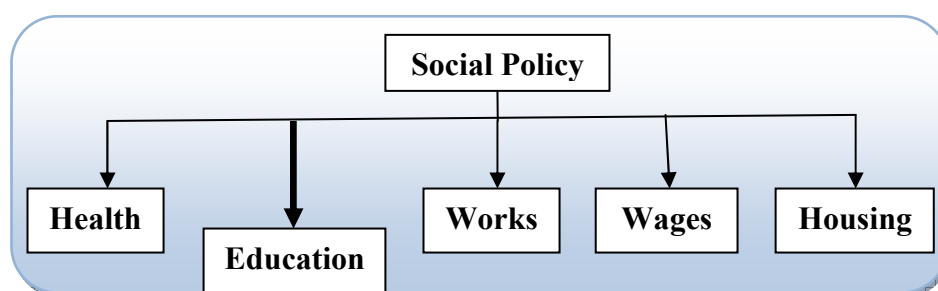 Social Policy
Health
Education
Works
Wages
Housing